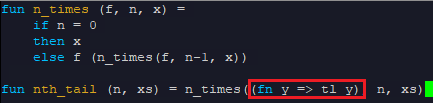 fun n_times (f, n, x) =
if n = 0
then x
else f (n_times(f, n-1, x))
fun nth_tail (n, xs) = n_times((fn y => tl y) n, xs)